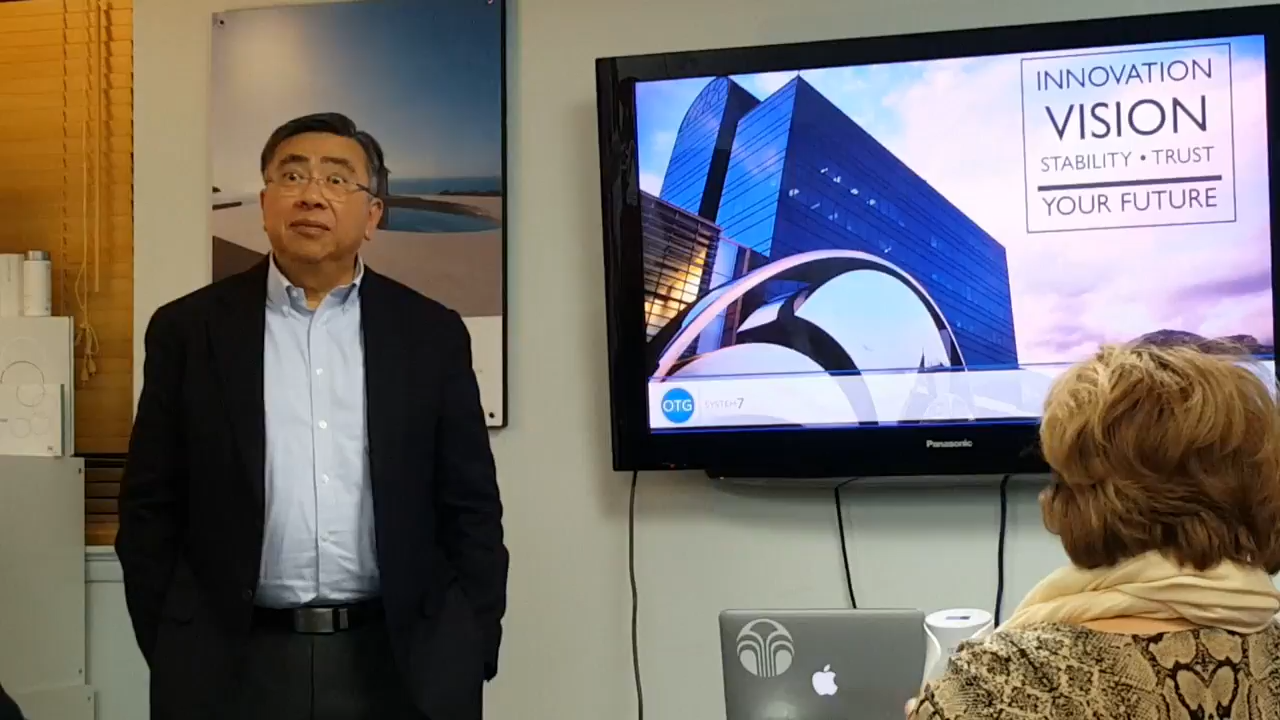 INNOVATION
VISION
STABILITY • TRUST
YOUR FUTURE
OTG
SYSTEM7
Panasonic